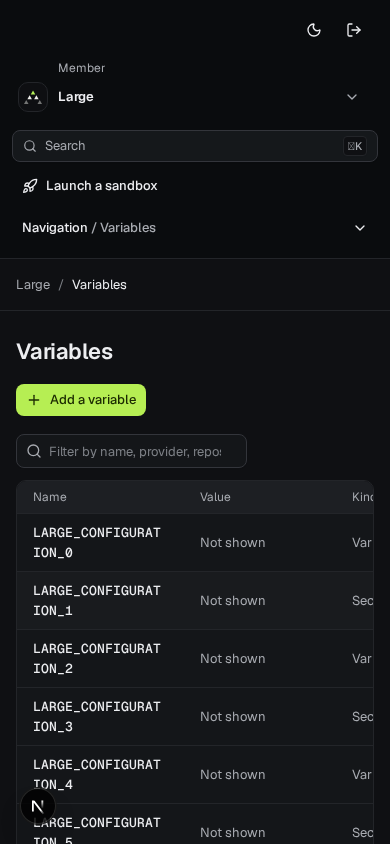 Member
Large
Search
K
Launch a sandbox
Navigation / Variables
Large / Variables
Variables
Add a variable
Filter by name, provider, repos
Name Value Kind
LARGE_CONFIGURAT
ION_0
Not shown
Var
LARGE_CONFIGURAT
ION_1
Not shown
Sec
LARGE_CONFIGURAT
ION_2
Not shown
Var
LARGE_CONFIGURAT
ION_3
Not shown
Sec
LARGE_CONFIGURAT
ION_4
Not shown
Var
N
LARGE_CONFIGURAT
ION_5
Not shown
Sec